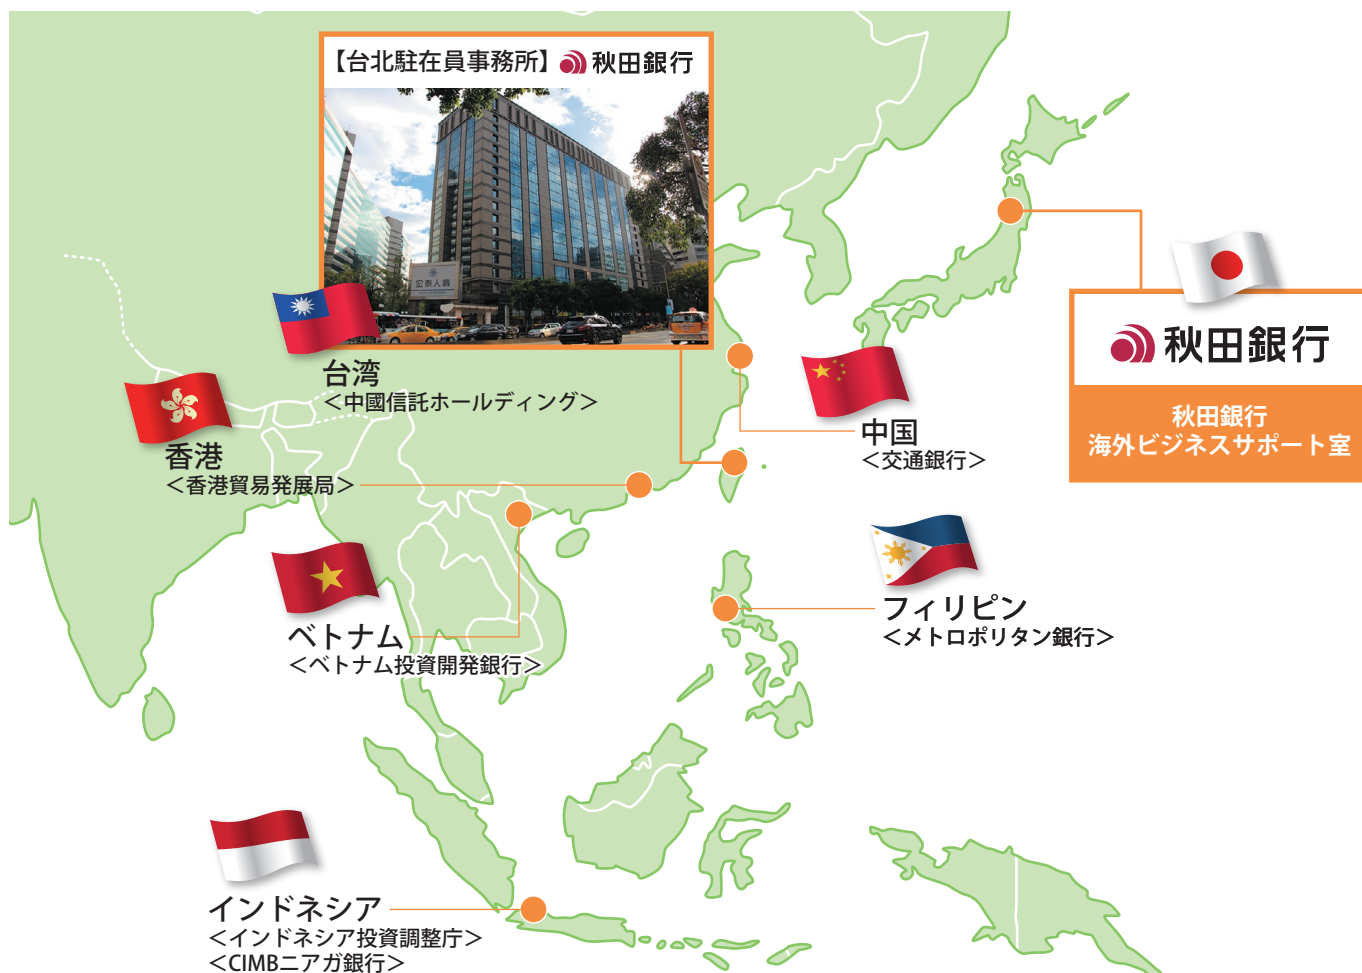 【台北駐在員事務所】 秋田銀行
宏泰人壽
台湾
＜中國信託ホールディング＞
香港
＜香港貿易発展局＞
中国
＜交通銀行＞
秋田銀行
秋田銀行
海外ビジネスサポート室
ベトナム
＜ベトナム投資開発銀行＞
フィリピン
＜メトロポリタン銀行＞
インドネシア
＜インドネシア投資調整庁＞
＜CIMBニアガ銀行＞